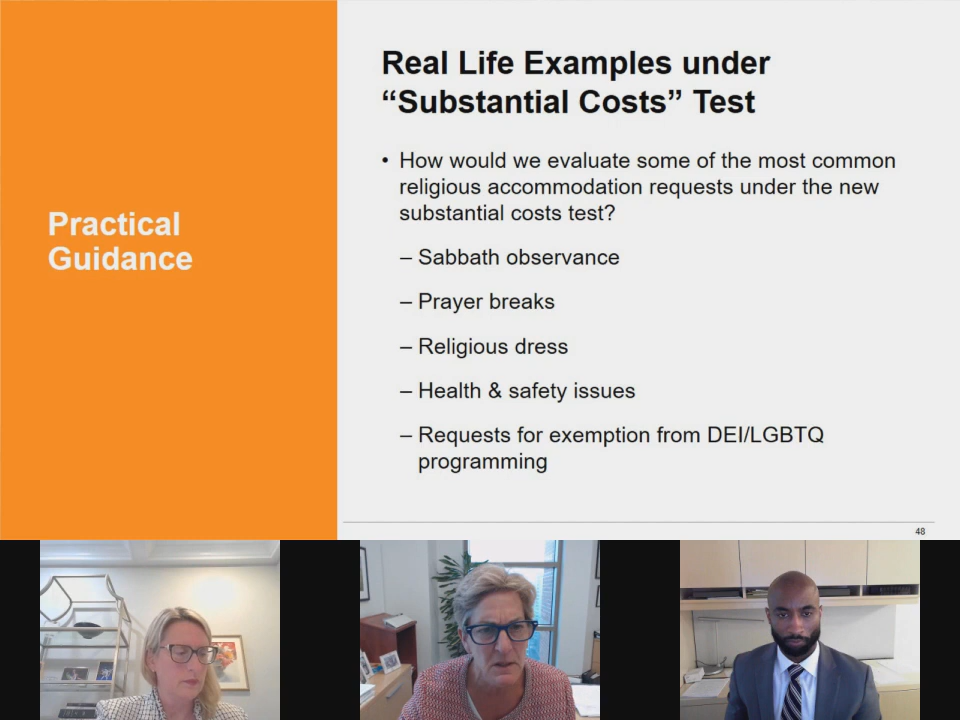 Practical
Guidance
Real Life Examples under
“Substantial Costs” Test
• How would we evaluate some of the most common
religious accommodation requests under the new
substantial costs test?
– Sabbath observance
– Prayer breaks
– Religious dress
– Health & safety issues
– Requests for exemption from DEI/LGBTQ
programming
48